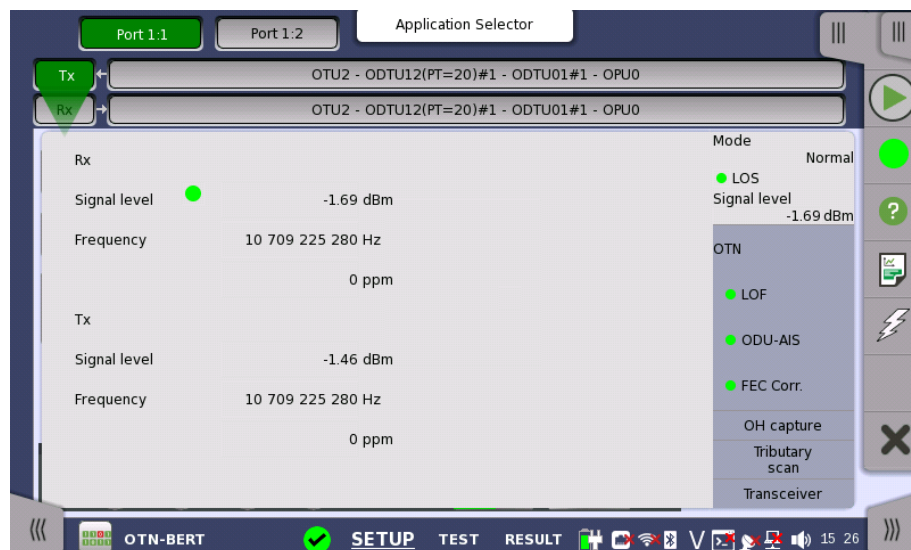 Port 1:1 Port 1:2 Application Selector
Tx OTU2 - ODTU12(PT=20)#1 - ODTU01#1 - OPU0
Rx OTU2 - ODTU12(PT=20)#1 - ODTU01#1 - OPU0
Rx
Signal level -1.69 dBm
Frequency 10 709 225 280 Hz
0 ppm
Tx
Signal level -1.46 dBm
Frequency 10 709 225 280 Hz
0 ppm
Mode
Normal
LOS
Signal level
-1.69 dBm
OTN
LOF
ODU-AIS
FEC Corr.
OH capture
Tributary
scan
Transceiver
?
OTN-BERT SETUP TEST RESULT V 15 26